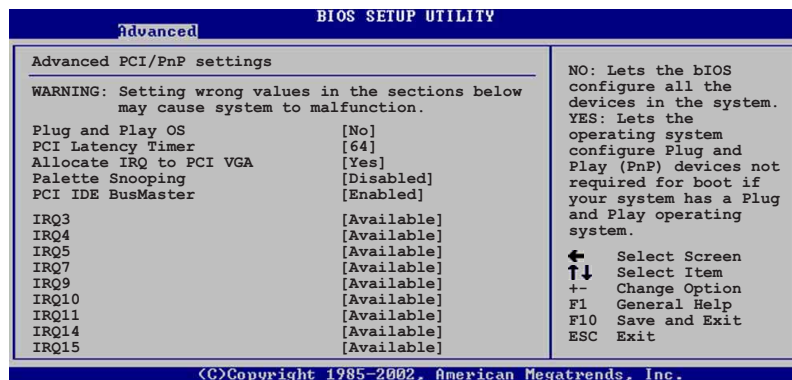 BIOS SETUP UTILITY
Advanced
Advanced PCI/PnP settings
WARNING: Setting wrong values in the sections below
may cause system to malfunction.
Plug and Play OS [No]
PCI Latency Timer [64]
Allocate IRQ to PCI VGA [Yes]
Palette Snooping [Disabled]
PCI IDE BusMaster [Enabled]
IRQ3 [Available]
IRQ4 [Available]
IRQ5 [Available]
IRQ7 [Available]
IRQ9 [Available]
IRQ10 [Available]
IRQ11 [Available]
IRQ14 [Available]
IRQ15 [Available]
NO: Lets the bIOS
configure all the
devices in the system.
YES: Lets the
operating system
configure Plug and
Play (PnP) devices not
required for boot if
your system has a Plug
and Play operating
system.
← Select Screen
↑↓ Select Item
+- Change Option
F1 General Help
F10 Save and Exit
ESC Exit
(C)Copyright 1985-2002, American Megatrends, Inc.